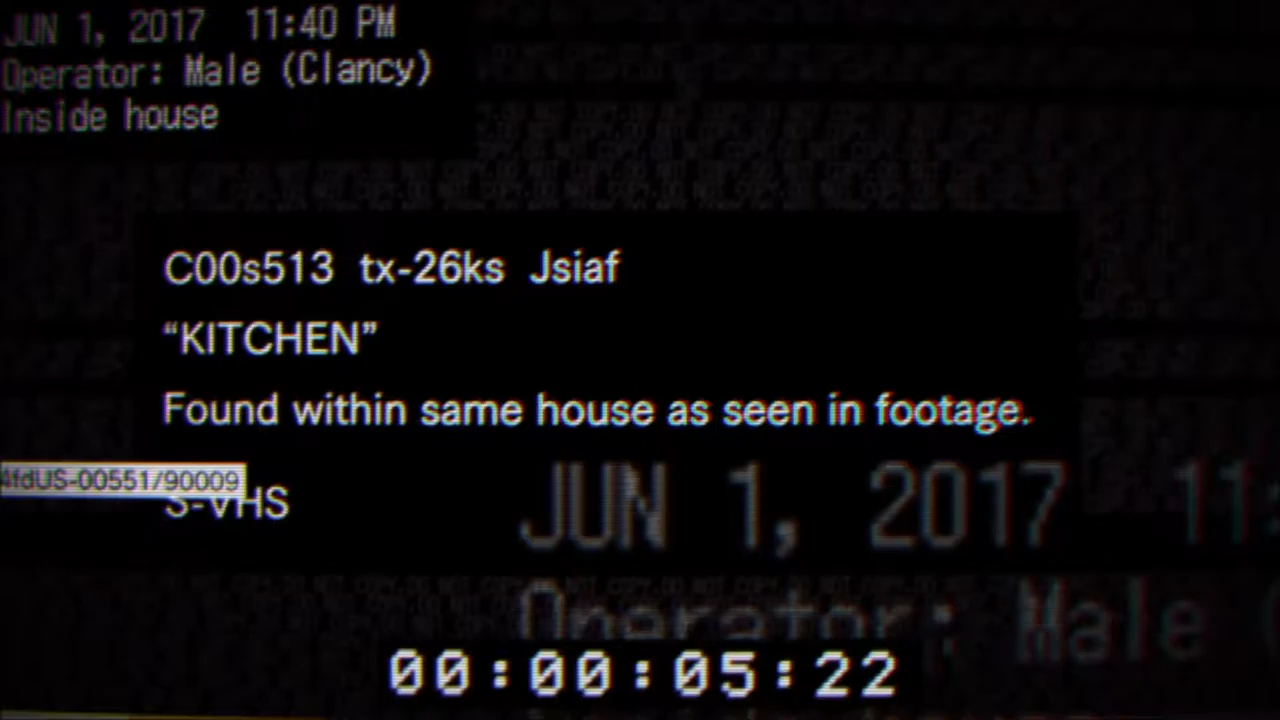 JUN 1, 2017 11:40 PM
Operator: Male (Clancy)
Inside house
C00s513 tx-26ks Jsiaf
“KITCHEN”
Found within same house as seen in footage.
4fdUS-00551/90009
S-VHS
JUN 1, 2017 11:
Operator: Male (
00:00:05:22